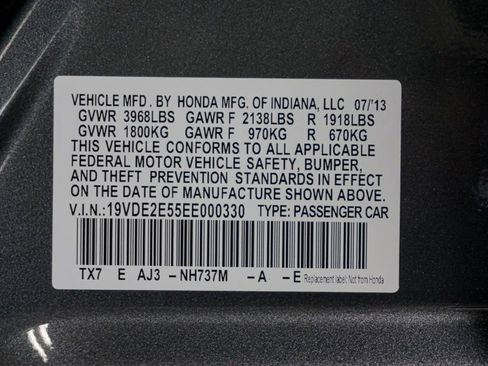 VEHICLE MFD. BY HONDA MFG. OF INDIANA, LLC 07/'13
GVWR 3968LBS GAWR F 2138LBS R 1918LBS
GVWR 1800KG GAWR F 970KG R 670KG
THIS VEHICLE CONFORMS TO ALL APPLICABLE
FEDERAL MOTOR VEHICLE SAFETY, BUMPER,
AND THEFT PREVENTION STANDARDS IN EFFECT
ON THE DATE OF MANUFACTURE SHOWN ABOVE.
V.I.N.:19VDE2E55EE000330 TYPE: PASSENGER CAR
TX7 E AJ3 -NH737M -A -E Replacement label: Not from Honda